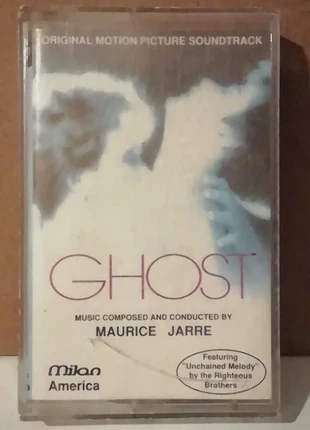 ORIGINAL MOTION PICTURE SOUNDTRACK
GHOST
MUSIC COMPOSED AND CONDUCTED BY
MAURICE JARRE
milan
America
Featuring
"Unchained Melody"
by the Righteous
Brothers